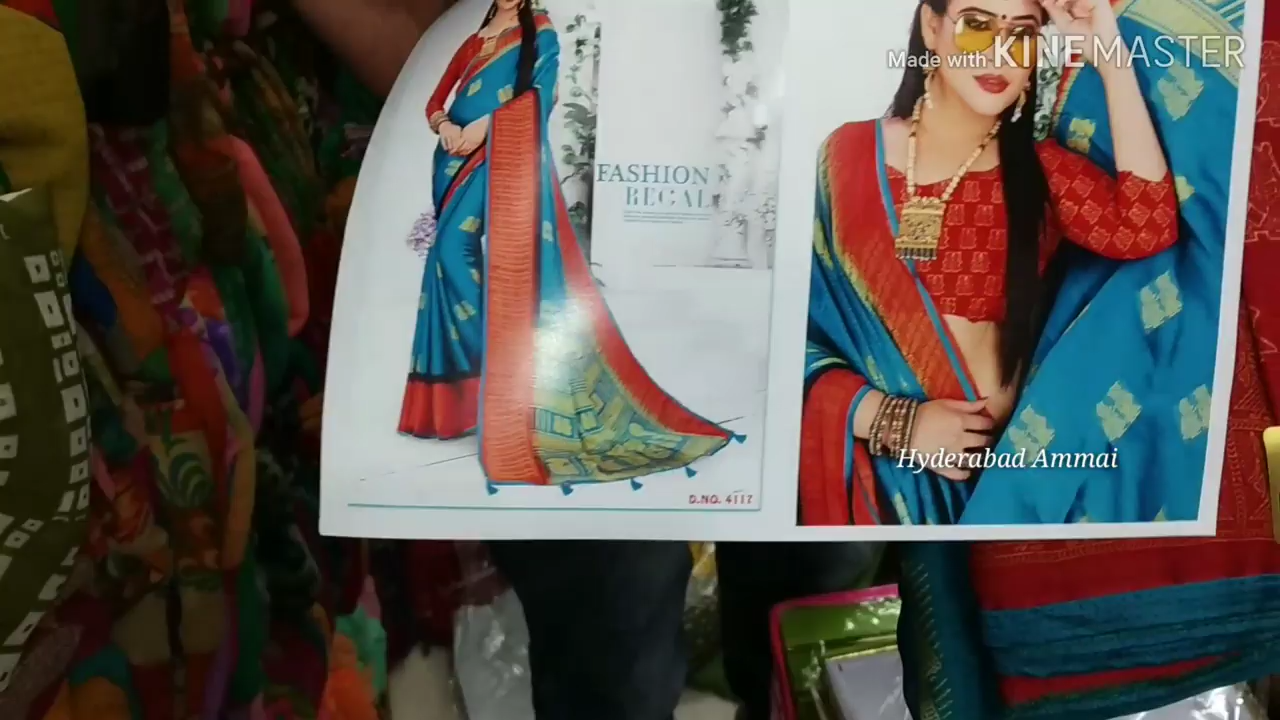 Made with KINEMASTER
FASHION
REGAL
Hyderabad Ammai
D.NO. 4117